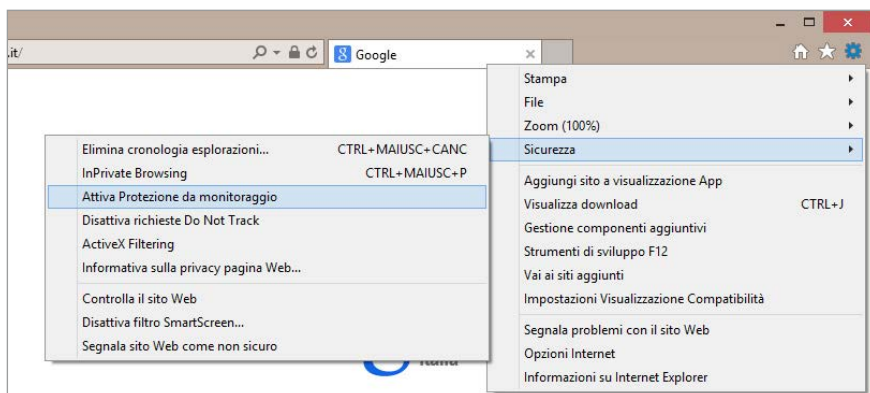 .it/
Google
Stampa
File
Zoom (100%)
Sicurezza
Aggiungi sito a visualizzazione App
Visualizza download CTRL+J
Gestione componenti aggiuntivi
Strumenti di sviluppo F12
Vai ai siti aggiunti
Impostazioni Visualizzazione Compatibilità
Segnala problemi con il sito Web
Opzioni Internet
Informazioni su Internet Explorer
Elimina cronologia esplorazioni... CTRL+MAIUSC+CANC
InPrivate Browsing CTRL+MAIUSC+P
Attiva Protezione da monitoraggio
Disattiva richieste Do Not Track
ActiveX Filtering
Informativa sulla privacy pagina Web...
Controlla il sito Web
Disattiva filtro SmartScreen...
Segnala sito Web come non sicuro